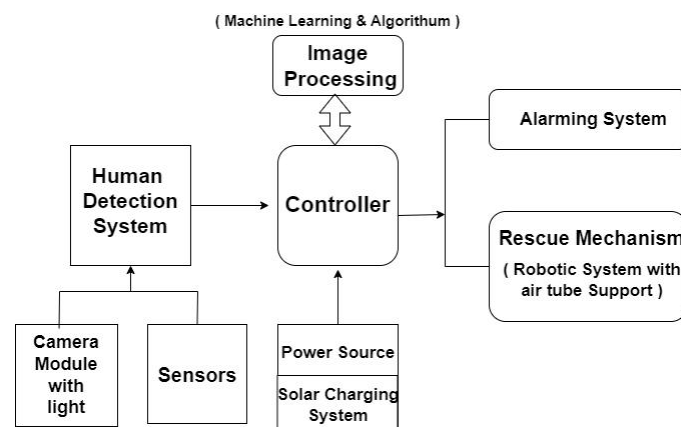 ( Machine Learning & Algorithum )
Image
Processing
Alarming System
Human
Detection
System
Controller
Rescue Mechanism
( Robotic System with
air tube Support )
Camera
Module
with
light
Sensors
Power Source
Solar Charging
System